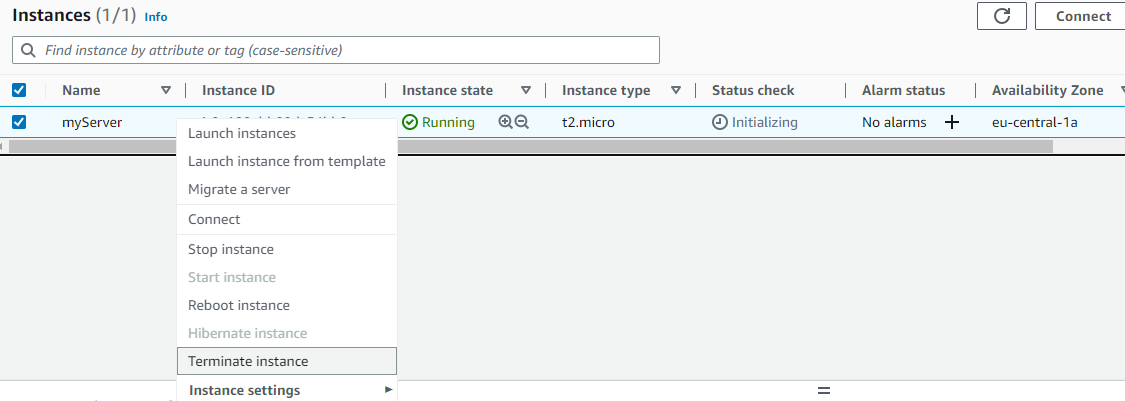 Instances (1/1) Info
Connect
Find instance by attribute or tag (case-sensitive)
Name Instance ID Instance state Instance type Status check Alarm status Availability Zone
myServer Running t2.micro Initializing No alarms + eu-central-1a
Launch instances
Launch instance from template
Migrate a server
Connect
Stop instance
Start instance
Reboot instance
Hibernate instance
Terminate instance
Instance settings